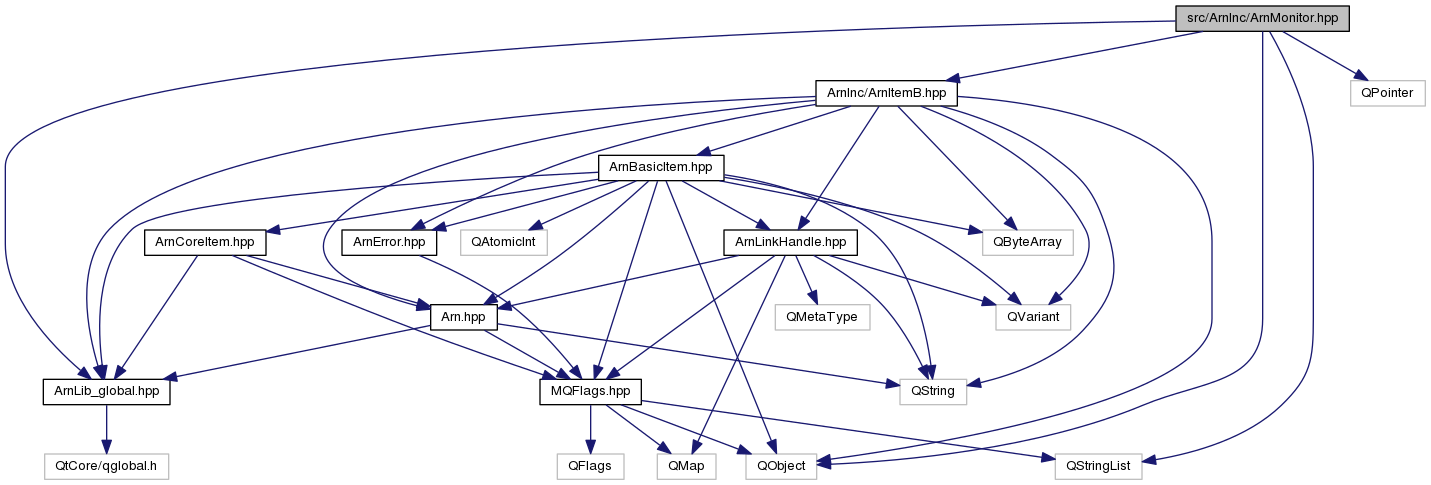 src/ArnInc/ArnMonitor.hpp
ArnInc/ArnItemB.hpp
QPointer
ArnBasicItem.hpp
ArnCoreItem.hpp
ArnError.hpp
QAtomicInt
ArnLinkHandle.hpp
QByteArray
Arn.hpp
QMetaType
QVariant
ArnLib_global.hpp
MQFlags.hpp
QString
QtCore/qglobal.h
QFlags
QMap
QObject
QStringList